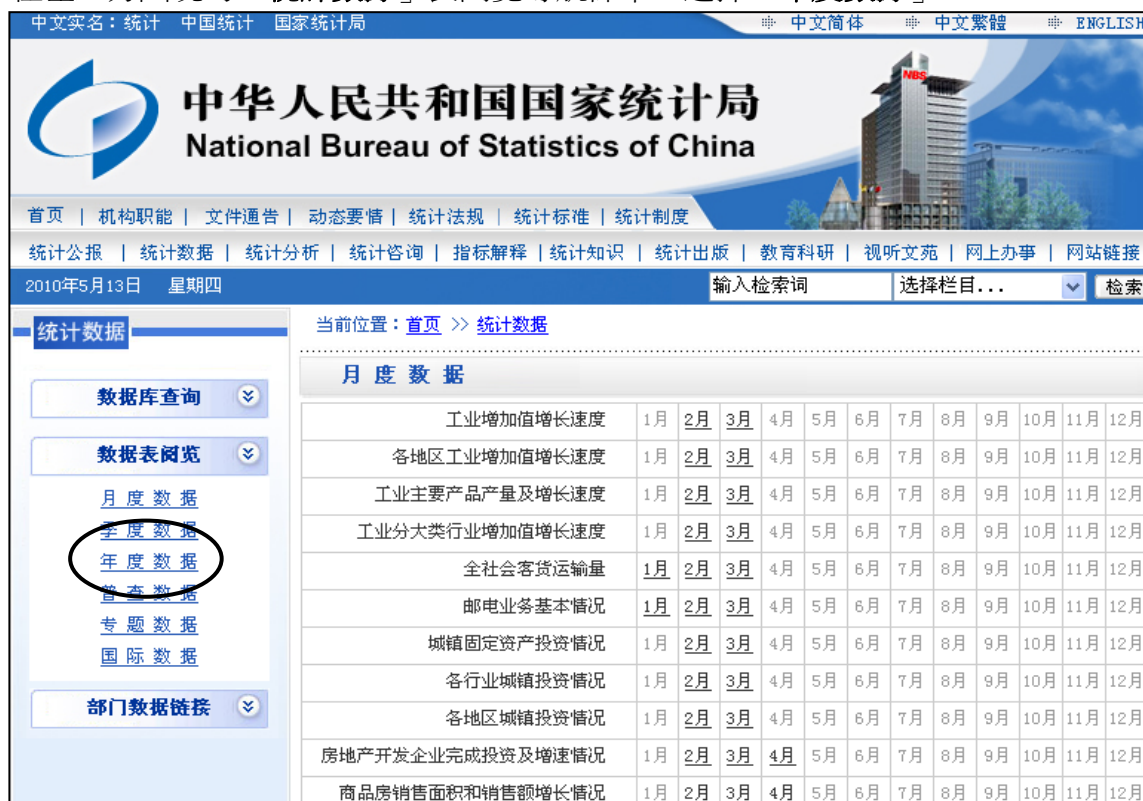 中文实名：统计 中国统计 国家统计局 中文简体 中文繁體 ENGLISH
NBS
中华人民共和国国家统计局
National Bureau of Statistics of China
首页 | 机构职能 | 文件通告 | 动态要情 | 统计法规 | 统计标准 | 统计制度
统计公报 | 统计数据 | 统计分析 | 统计咨询 | 指标解释 | 统计知识 | 统计出版 | 教育科研 | 视听文苑 | 网上办事 | 网站链接
2010年5月13日 星期四 输入检索词 选择栏目... 检索
统计数据
数据库查询
数据表阅览
月度数据
季度数据
年度数据
普查数据
专题数据
国际数据
部门数据链接
当前位置：首页 >> 统计数据
月度数据
工业增加值增长速度 1月 2月 3月 4月 5月 6月 7月 8月 9月 10月 11月 12月
各地区工业增加值增长速度 1月 2月 3月 4月 5月 6月 7月 8月 9月 10月 11月 12月
工业主要产品产量及增长速度 1月 2月 3月 4月 5月 6月 7月 8月 9月 10月 11月 12月
工业分大类行业增加值增长速度 1月 2月 3月 4月 5月 6月 7月 8月 9月 10月 11月 12月
全社会客货运输量 1月 2月 3月 4月 5月 6月 7月 8月 9月 10月 11月 12月
邮电业务基本情况 1月 2月 3月 4月 5月 6月 7月 8月 9月 10月 11月 12月
城镇固定资产投资情况 1月 2月 3月 4月 5月 6月 7月 8月 9月 10月 11月 12月
各行业城镇投资情况 1月 2月 3月 4月 5月 6月 7月 8月 9月 10月 11月 12月
各地区城镇投资情况 1月 2月 3月 4月 5月 6月 7月 8月 9月 10月 11月 12月
房地产开发企业完成投资及增速情况 1月 2月 3月 4月 5月 6月 7月 8月 9月 10月 11月 12月
商品房销售面积和销售额增长情况 1月 2月 3月 4月 5月 6月 7月 8月 9月 10月 11月 12月